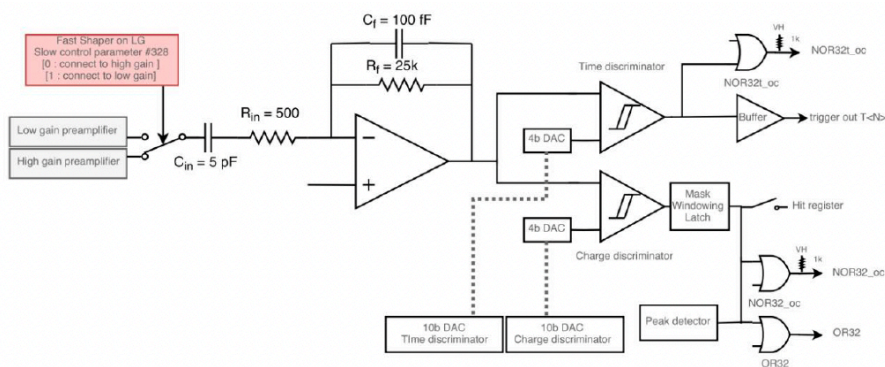 Fast Shaper on LG
Slow control parameter #328
[0 : connect to high gain ]
[1 : connect to low gain]
Low gain preamplifier
High gain preamplifier
C_in = 5 pF
R_in = 500
C_f = 100 fF
R_f = 25k
−
+
Time discriminator
4b DAC
VH
1k
NOR32t_oc
NOR32t_oc
Buffer
trigger out T<N>
4b DAC
Charge discriminator
Mask
Windowing
Latch
Hit register
VH
1k
NOR32_oc
NOR32_oc
Peak detector
OR32
OR32
10b DAC
TIme discriminator
10b DAC
Charge discriminator